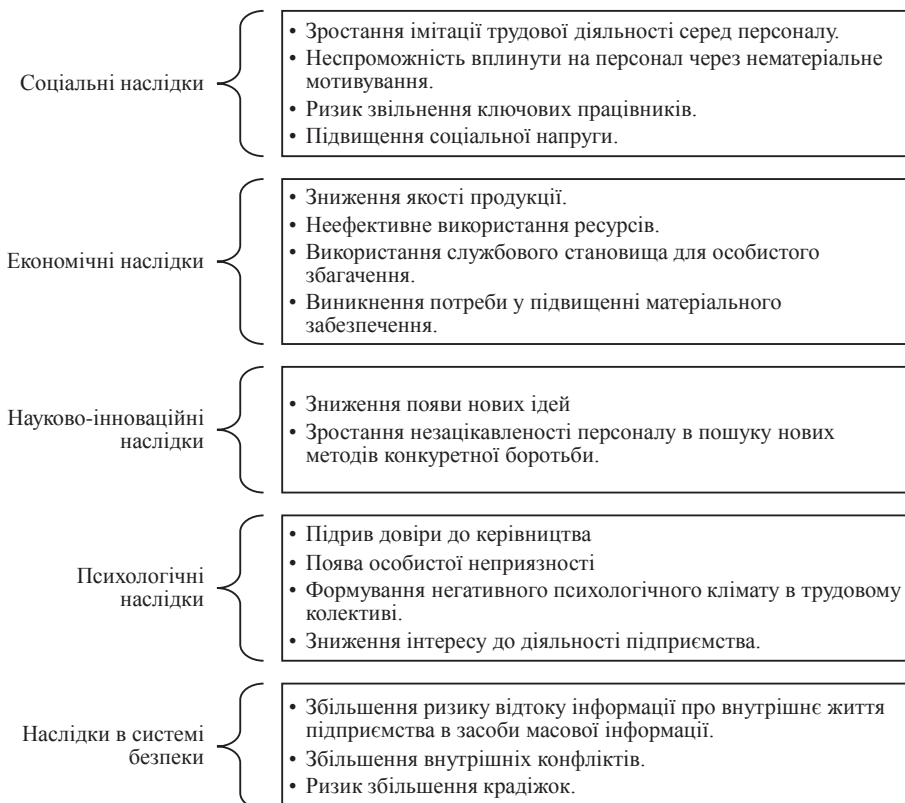 Соціальні наслідки
• Зростання імітації трудової діяльності серед персоналу.
• Неспроможність вплинути на персонал через нематеріальне
мотивування.
• Ризик звільнення ключових працівників.
• Підвищення соціальної напруги.
Економічні наслідки
• Зниження якості продукції.
• Неефективне використання ресурсів.
• Використання службового становища для особистого
збагачення.
• Виникнення потреби у підвищенні матеріального
забезпечення.
Науково-інноваційні
наслідки
• Зниження появи нових ідей
• Зростання незацікавленості персоналу в пошуку нових
методів конкуретної боротьби.
Психологічні
наслідки
• Підрив довіри до керівництва
• Поява особистої неприязності
• Формування негативного психологічного клімату в трудовому
колективі.
• Зниження інтересу до діяльності підприємства.
Наслідки в системі
безпеки
• Збільшення ризику відтоку інформації про внутрішнє життя
підприємства в засоби масової інформації.
• Збільшення внутрішніх конфліктів.
• Ризик збільшення крадіжок.